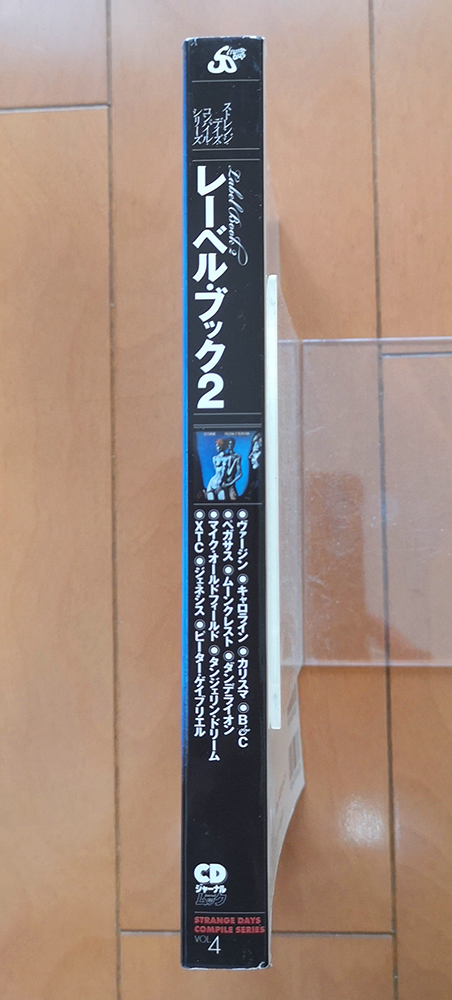 Strange Days
ストレンジ・
デイズ・
コンパイル・
シリーズ
Label Book 2
レーベル・ブック2
●ヴァージン●キャロライン●カリスマ●B&C
●ペガサス●ムーンクレスト●ダンデライオン
●マイク・オールドフィールド●タンジェリン・ドリーム
●XTC●ジェネシス●ピーター・ゲイブリエル
CD
ジャーナル
ムック
STRANGE DAYS
COMPILE SERIES
VOL.4